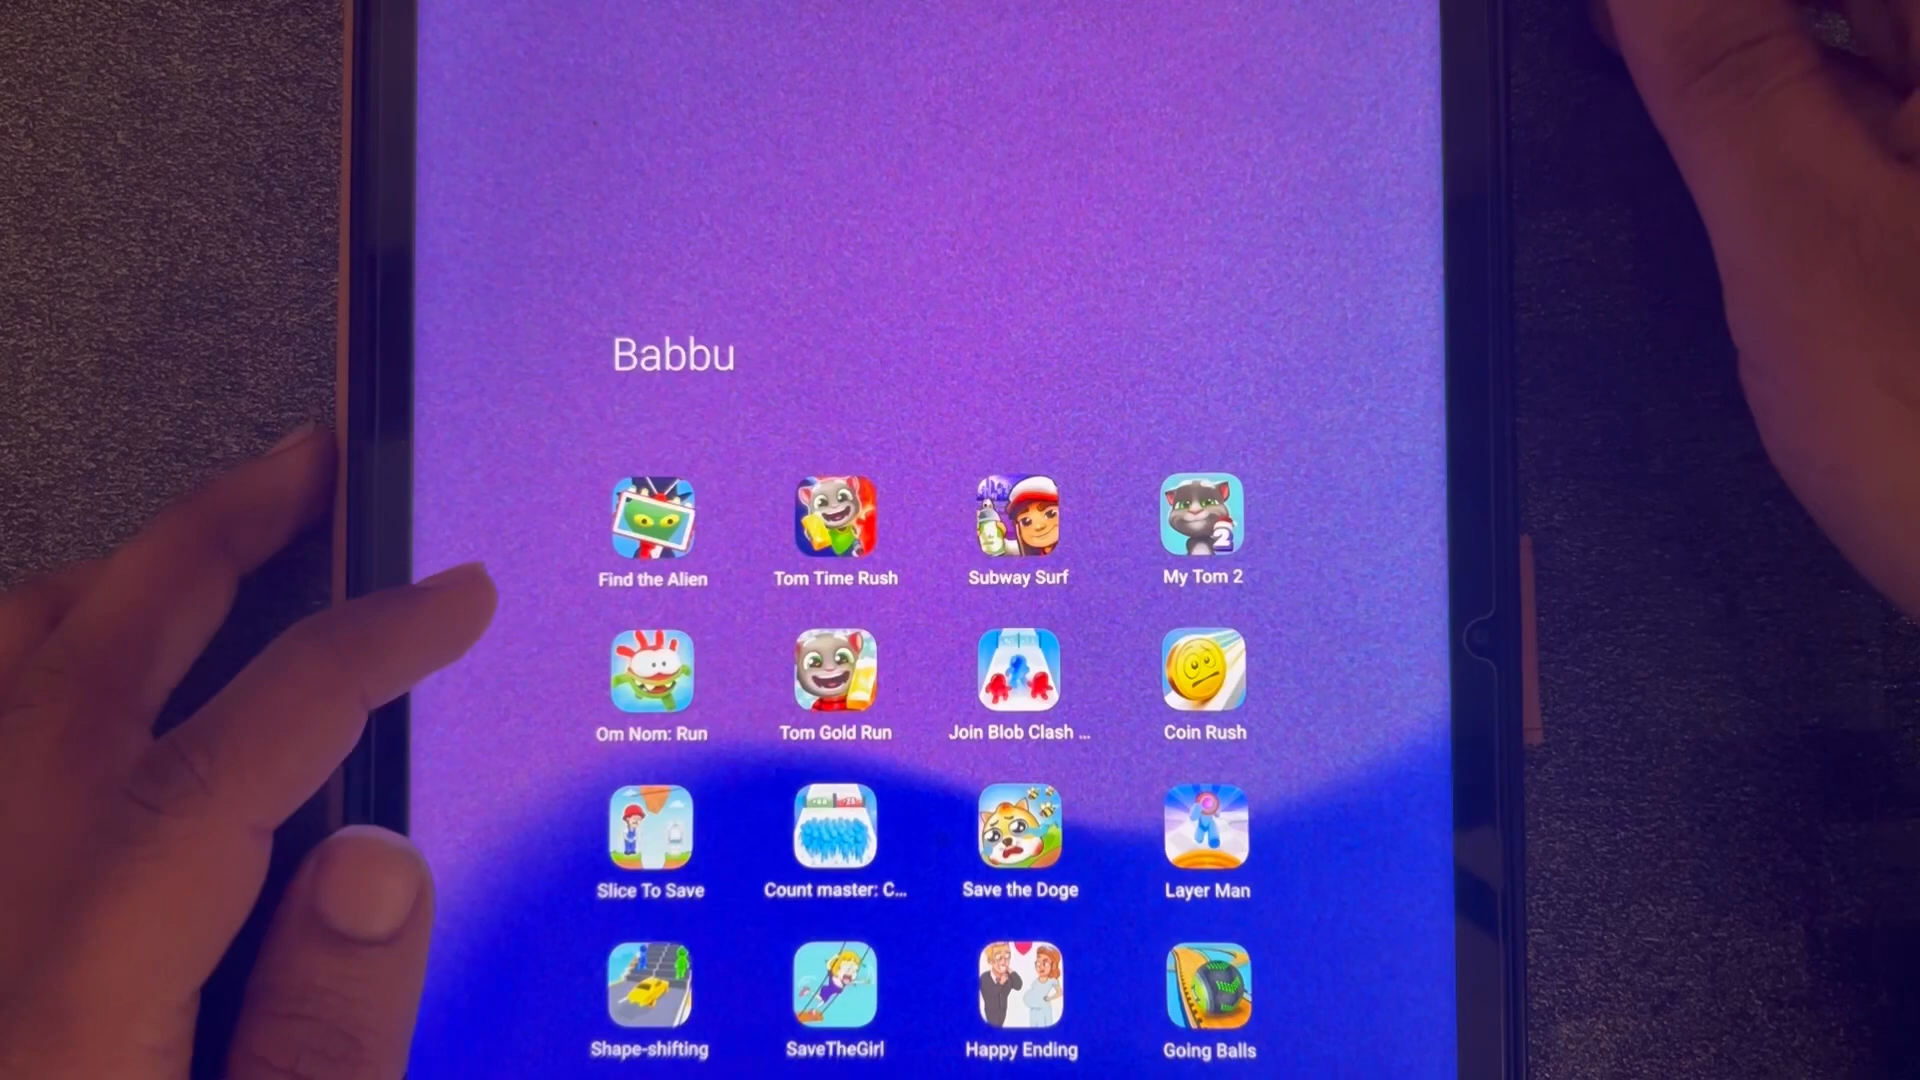 Babbu
Find the Alien
Tom Time Rush
Subway Surf
My Tom 2
2
Om Nom: Run
Tom Gold Run
Join Blob Clash ...
Coin Rush
Slice To Save
Count master: C...
Save the Doge
Layer Man
Shape-shifting
SaveTheGirl
Happy Ending
Going Balls